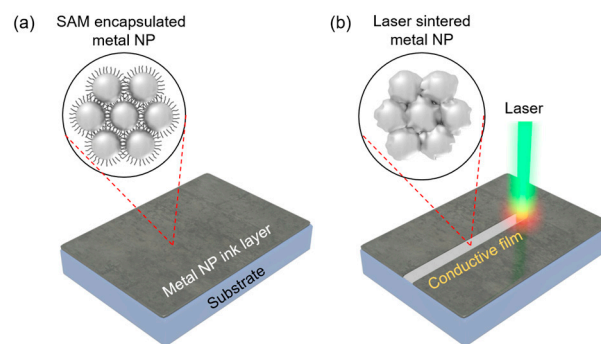 (a)
SAM encapsulated
metal NP
Metal NP ink layer
Substrate
(b)
Laser sintered
metal NP
Laser
Conductive film